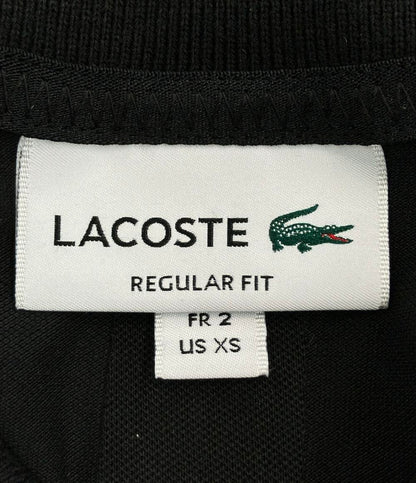 LACOSTE
REGULAR FIT
FR 2
US XS